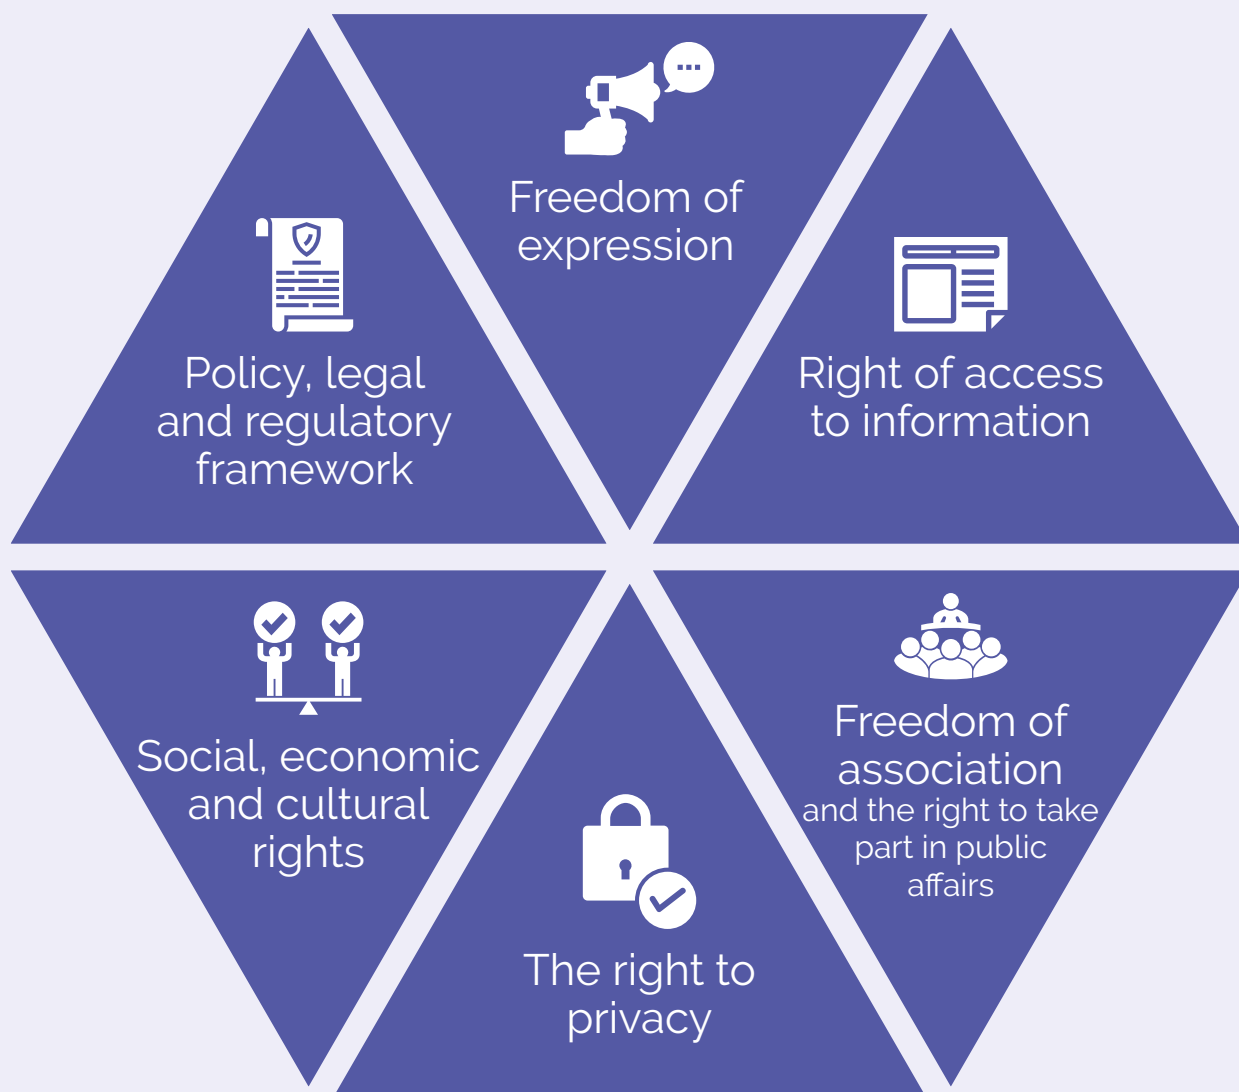 Freedom of
expression
Policy, legal
and regulatory
framework
Right of access
to information
Social, economic
and cultural
rights
The right to
privacy
Freedom of
association
and the right to take
part in public
affairs